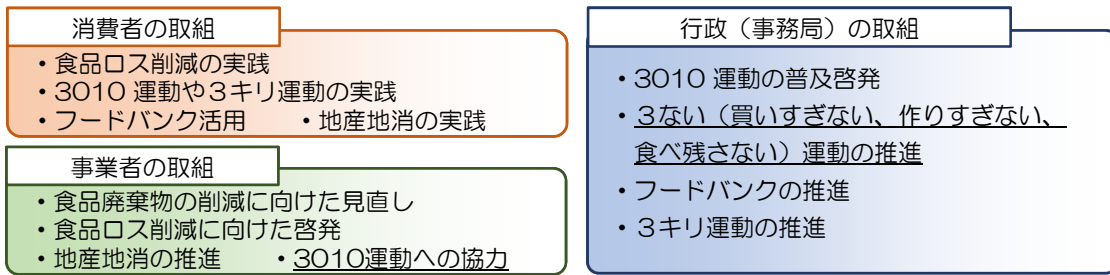 消費者の取組
・食品ロス削減の実践
・3010 運動や３キリ運動の実践
・フードバンク活用　　・地産地消の実践
事業者の取組
・食品廃棄物の削減に向けた見直し
・食品ロス削減に向けた啓発
・地産地消の推進　　・3010運動への協力
行政（事務局）の取組
・3010 運動の普及啓発
・３ない（買いすぎない、作りすぎない、
食べ残さない）運動の推進
・フードバンクの推進
・３キリ運動の推進